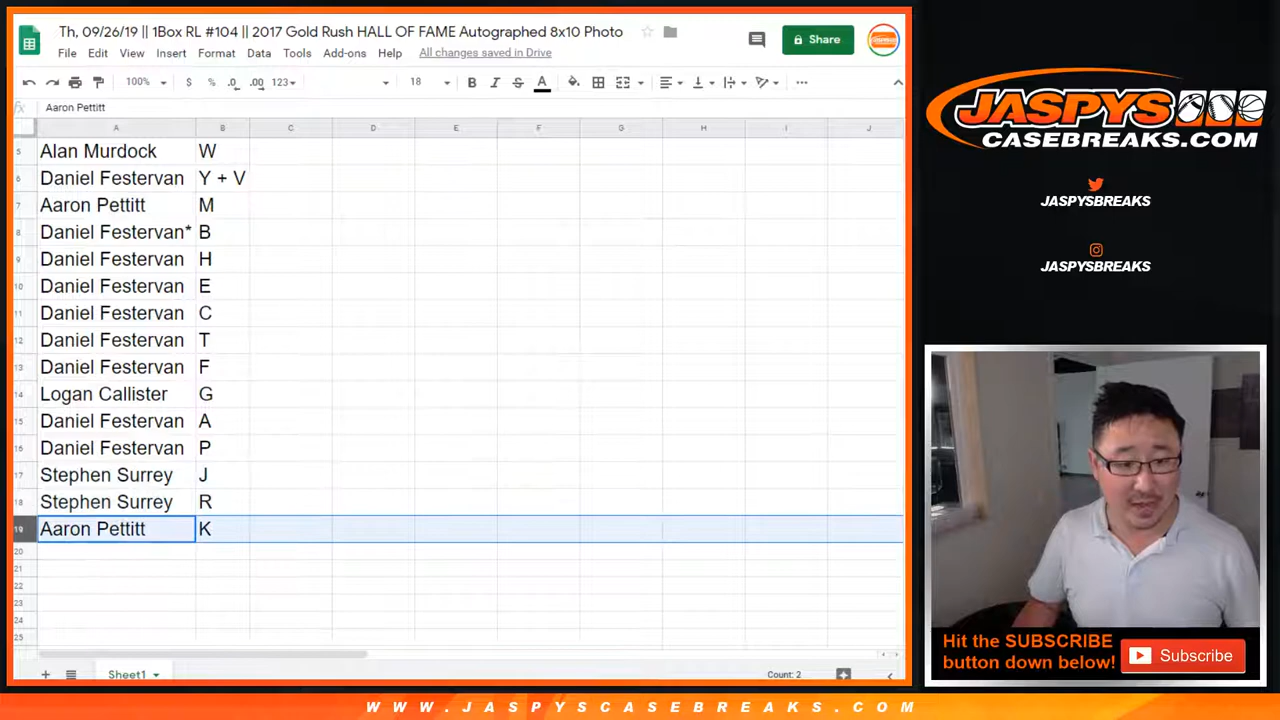 Th, 09/26/19 || 1Box RL #104 || 2017 Gold Rush HALL OF FAME Autographed 8x10 Photo
File Edit View Insert Format Data Tools Add-ons Help All changes saved in Drive
Share
100% $ % .0 .00 123 18 B I S A
fx Aaron Pettitt
A B C D E F G H I J
5 Alan Murdock W
6 Daniel Festervan Y + V
7 Aaron Pettitt M
8 Daniel Festervan* B
9 Daniel Festervan H
10 Daniel Festervan E
11 Daniel Festervan C
12 Daniel Festervan T
13 Daniel Festervan F
14 Logan Callister G
15 Daniel Festervan A
16 Daniel Festervan P
17 Stephen Surrey J
18 Stephen Surrey R
19 Aaron Pettitt K
20
21
22
23
24
25
Sheet1
Count: 2
JASPYS
CASEBREAKS.COM
JASPYSBREAKS
JASPYSBREAKS
Hit the SUBSCRIBE
button down below!
Subscribe
WWW.JASPYSCASEBREAKS.COM